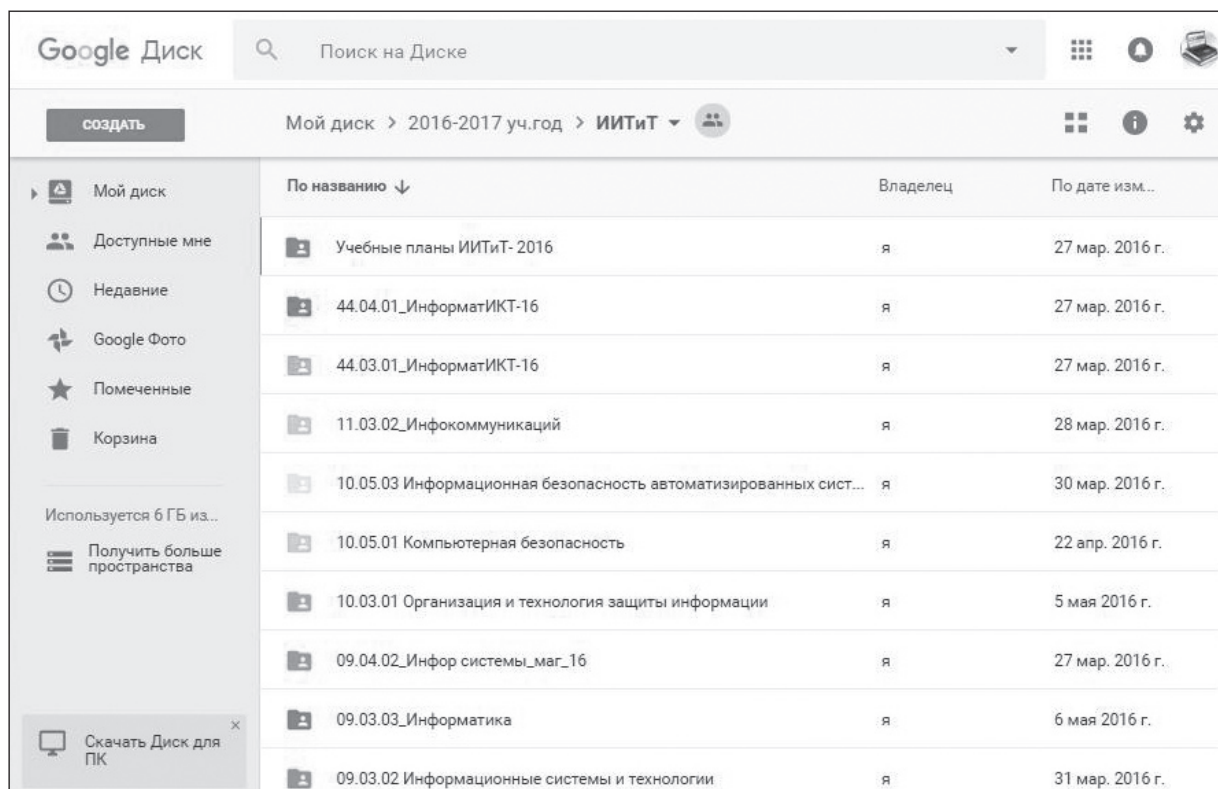 Google Диск
Поиск на Диске
СОЗДАТЬ
Мой диск > 2016-2017 уч.год > ИИТиТ
Мой диск
Доступные мне
Недавние
Google Фото
Помеченные
Корзина
Используется 6 ГБ из...
Получить больше
пространства
Скачать Диск для
ПК
По названию Владелец По дате изм...
Учебные планы ИИТиТ- 2016 я 27 мар. 2016 г.
44.04.01_ИнформатИКТ-16 я 27 мар. 2016 г.
44.03.01_ИнформатИКТ-16 я 27 мар. 2016 г.
11.03.02_Инфокоммуникаций я 28 мар. 2016 г.
10.05.03 Информационная безопасность автоматизированных сист... я 30 мар. 2016 г.
10.05.01 Компьютерная безопасность я 22 апр. 2016 г.
10.03.01 Организация и технология защиты информации я 5 мая 2016 г.
09.04.02_Инфор системы_маг_16 я 27 мар. 2016 г.
09.03.03_Информатика я 6 мая 2016 г.
09.03.02 Информационные системы и технологии я 31 мар. 2016 г.